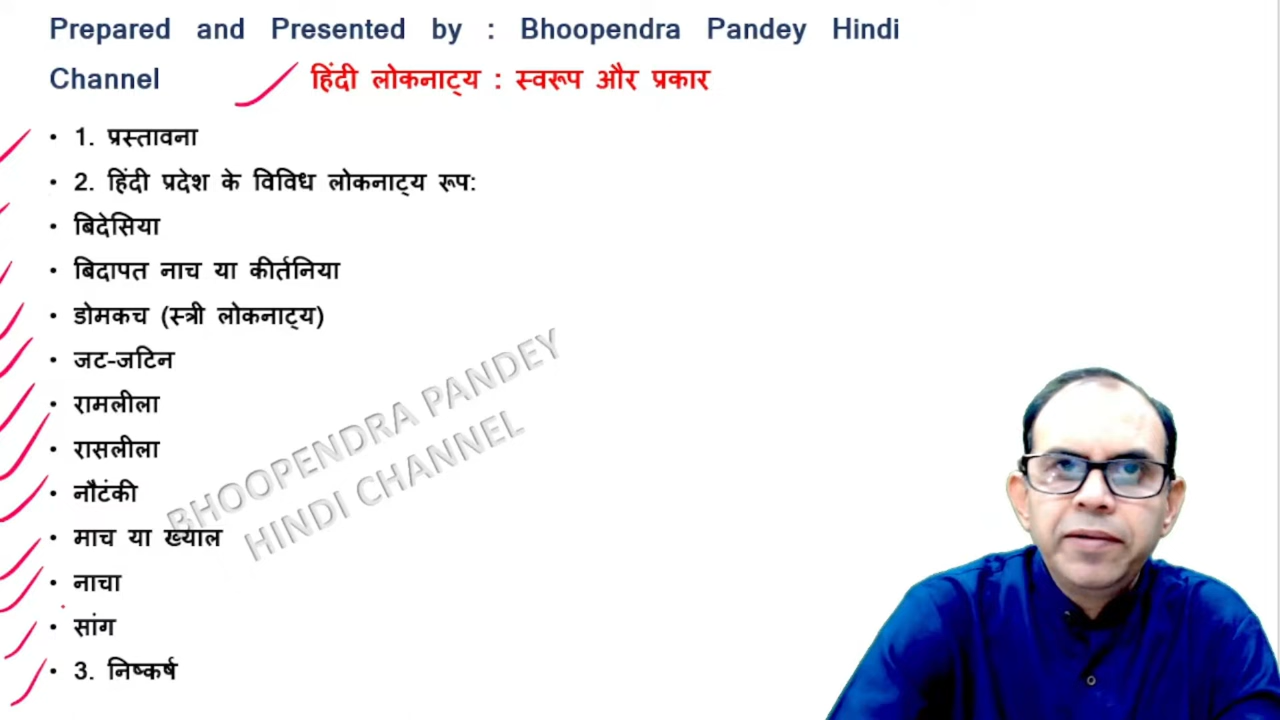 Prepared and Presented by : Bhoopendra Pandey Hindi
Channel हिंदी लोकनाट्य : स्वरूप और प्रकार
• 1. प्रस्तावना
• 2. हिंदी प्रदेश के विविध लोकनाट्य रूप:
• बिदेसिया
• बिदापत नाच या कीर्तनिया
• डोमकच (स्त्री लोकनाट्य)
• जट-जटिन
• रामलीला
• रासलीला
• नौटंकी
• माच या ख्याल
• नाचा
• सांग
• 3. निष्कर्ष
BHOOPENDRA PANDEY
HINDI CHANNEL